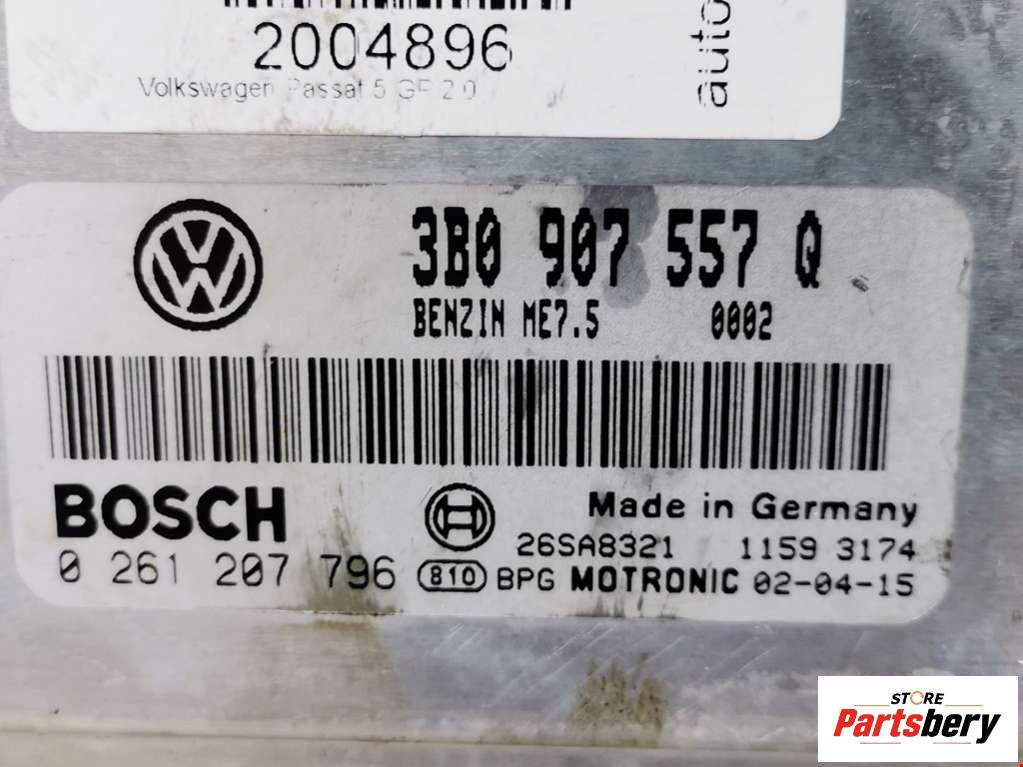 2004896
Volkswagen Passat 5 GP 2.0
auto
3B0 907 557 Q
BENZIN ME7.5 0002
BOSCH
Made in Germany
26SA8321 1159 3174
0 261 207 796 810 BPG MOTRONIC 02-04-15
STORE
Partsbery